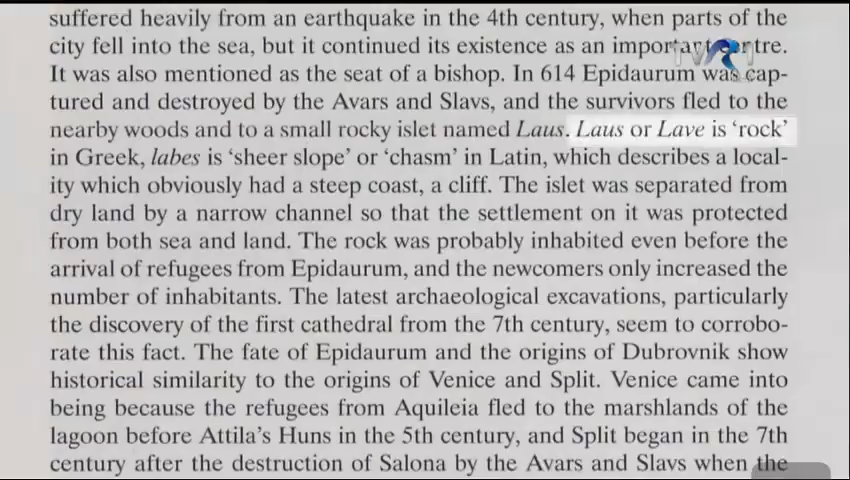 suffered heavily from an earthquake in the 4th century, when parts of the
city fell into the sea, but it continued its existence as an important centre.
It was also mentioned as the seat of a bishop. In 614 Epidaurum was cap-
tured and destroyed by the Avars and Slavs, and the survivors fled to the
nearby woods and to a small rocky islet named Laus. Laus or Lave is ‘rock’
in Greek, labes is ‘sheer slope’ or ‘chasm’ in Latin, which describes a local-
ity which obviously had a steep coast, a cliff. The islet was separated from
dry land by a narrow channel so that the settlement on it was protected
from both sea and land. The rock was probably inhabited even before the
arrival of refugees from Epidaurum, and the newcomers only increased the
number of inhabitants. The latest archaeological excavations, particularly
the discovery of the first cathedral from the 7th century, seem to corrobo-
rate this fact. The fate of Epidaurum and the origins of Dubrovnik show
historical similarity to the origins of Venice and Split. Venice came into
being because the refugees from Aquileia fled to the marshlands of the
lagoon before Attila’s Huns in the 5th century, and Split began in the 7th
century after the destruction of Salona by the Avars and Slavs when the